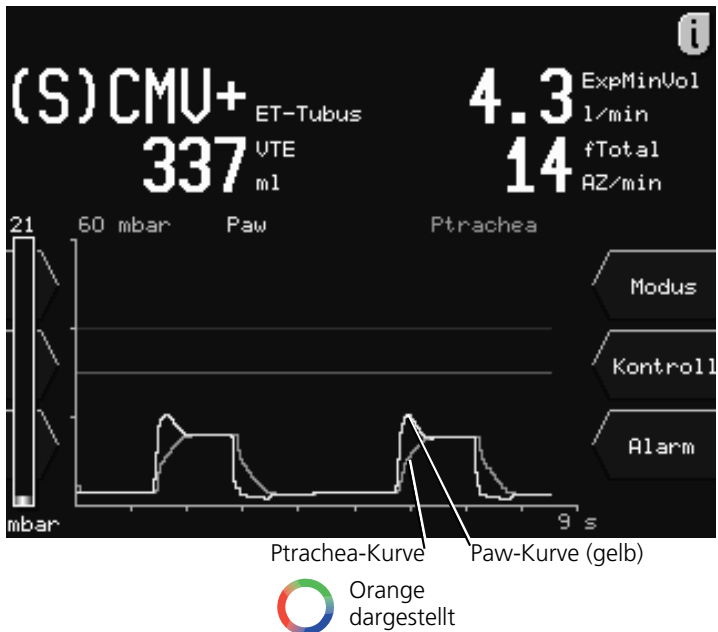 i
(S)CMV+ ET-Tubus 4.3 ExpMinVol l/min
337 VTE ml 14 fTotal AZ/min
21 60 mbar Paw Ptrachea
Modus
Kontroll
Alarm
mbar 9 s
Ptrachea-Kurve Paw-Kurve (gelb)
Orange
dargestellt